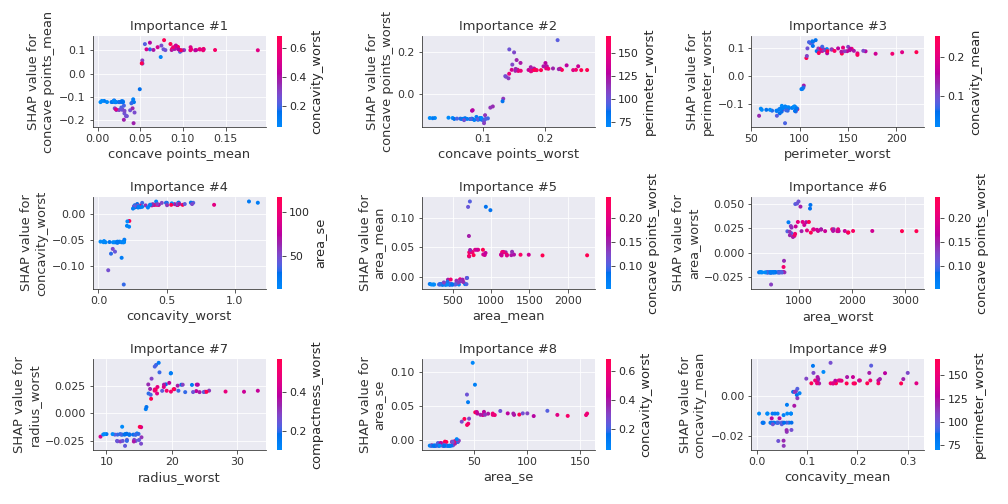 Importance #1
Importance #2
Importance #3
SHAP value for
concave points_mean
0.1
0.0
−0.1
−0.2
0.00
0.05
0.10
0.15
concave points_mean
0.6
0.4
0.2
concavity_worst
SHAP value for
concave points_worst
0.2
0.0
0.1
0.2
concave points_worst
150
125
100
75
perimeter_worst
SHAP value for
perimeter_worst
0.1
0.0
−0.1
50
100
150
200
perimeter_worst
0.2
0.1
concavity_mean
Importance #4
Importance #5
Importance #6
SHAP value for
concavity_worst
0.00
−0.05
−0.10
0.0
0.5
1.0
concavity_worst
100
50
area_se
SHAP value for
area_mean
0.10
0.05
0.00
500
1000
1500
2000
area_mean
0.20
0.15
0.10
concave points_worst
SHAP value for
area_worst
0.050
0.025
0.000
−0.025
1000
2000
3000
area_worst
0.20
0.15
0.10
concave points_worst
Importance #7
Importance #8
Importance #9
SHAP value for
radius_worst
0.025
0.000
−0.025
10
20
30
radius_worst
0.4
0.2
compactness_worst
SHAP value for
area_se
0.10
0.05
0.00
50
100
150
area_se
0.6
0.4
0.2
concavity_worst
SHAP value for
concavity_mean
0.00
−0.02
0.0
0.1
0.2
0.3
concavity_mean
150
125
100
75
perimeter_worst